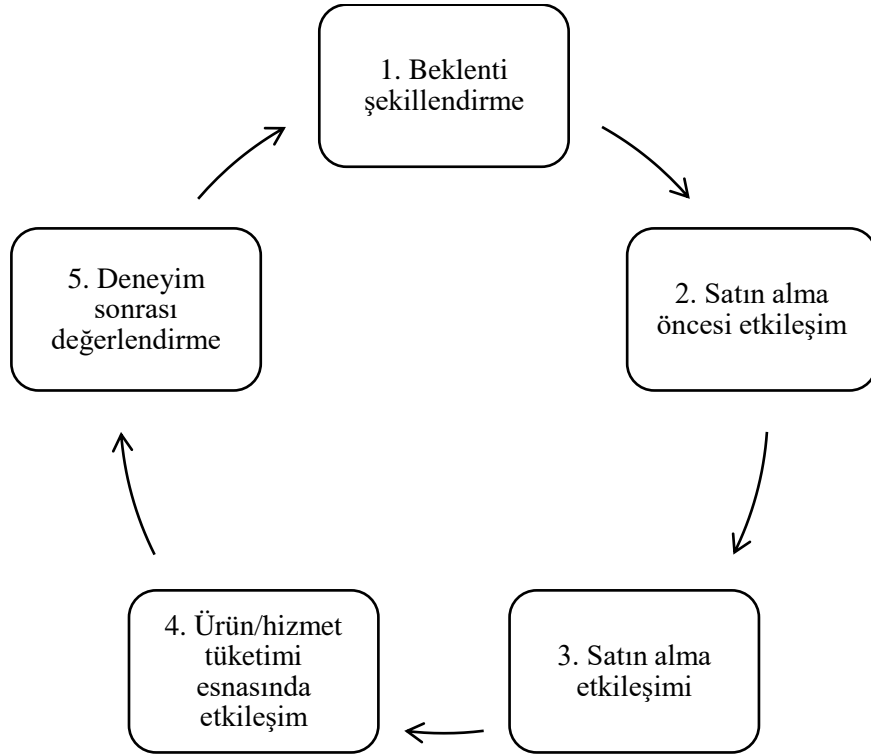 1. Beklenti
şekillendirme
2. Satın alma
öncesi etkileşim
3. Satın alma
etkileşimi
4. Ürün/hizmet
tüketimi
esnasında
etkileşim
5. Deneyim
sonrası
değerlendirme